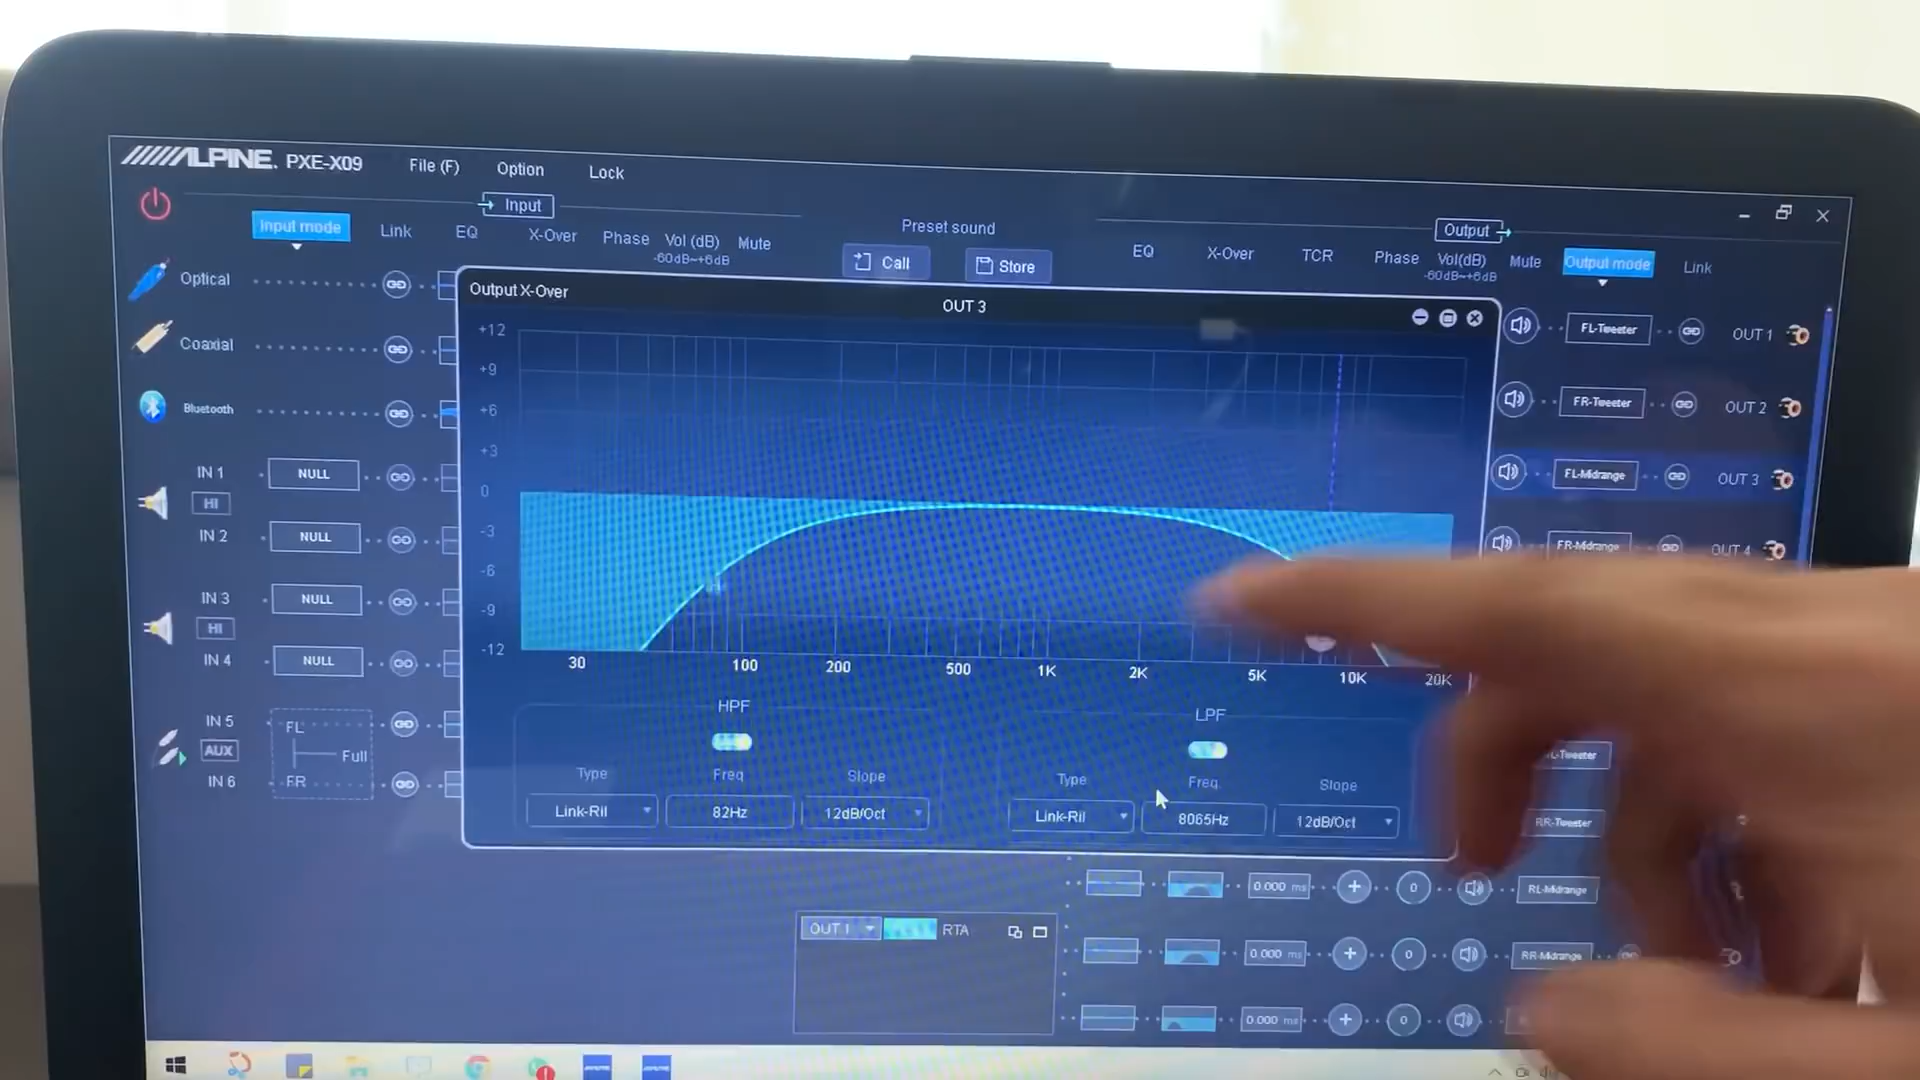 ALPINE. PXE-X09 File (F) Option Lock
Input
Input mode Link EQ X-Over Phase Vol (dB) Mute
-60dB~+6dB
Preset sound
Call Store
Output
EQ X-Over TCR Phase Vol(dB) Mute Output mode Link
-60dB~+6dB
Optical
Coaxial
Bluetooth
IN 1 NULL
HI
IN 2 NULL
IN 3 NULL
HI
IN 4 NULL
IN 5 FL
AUX Full
IN 6 FR
Output X-Over
OUT 3
+12
+9
+6
+3
0
-3
-6
-9
-12
30 100 200 500 1K 2K 5K 10K 20K
HPF
Type Freq Slope
Link-Ril 82Hz 12dB/Oct
LPF
Type Freq Slope
Link-Ril 8065Hz 12dB/Oct
FL-Tweeter OUT 1
FR-Tweeter OUT 2
FL-Midrange OUT 3
FR-Midrange OUT 4
RR-Tweeter
0.000 ms 0 RL-Midrange
0.000 ms 0 RR-Midrange
0.000 ms 0
OUT 1 RTA